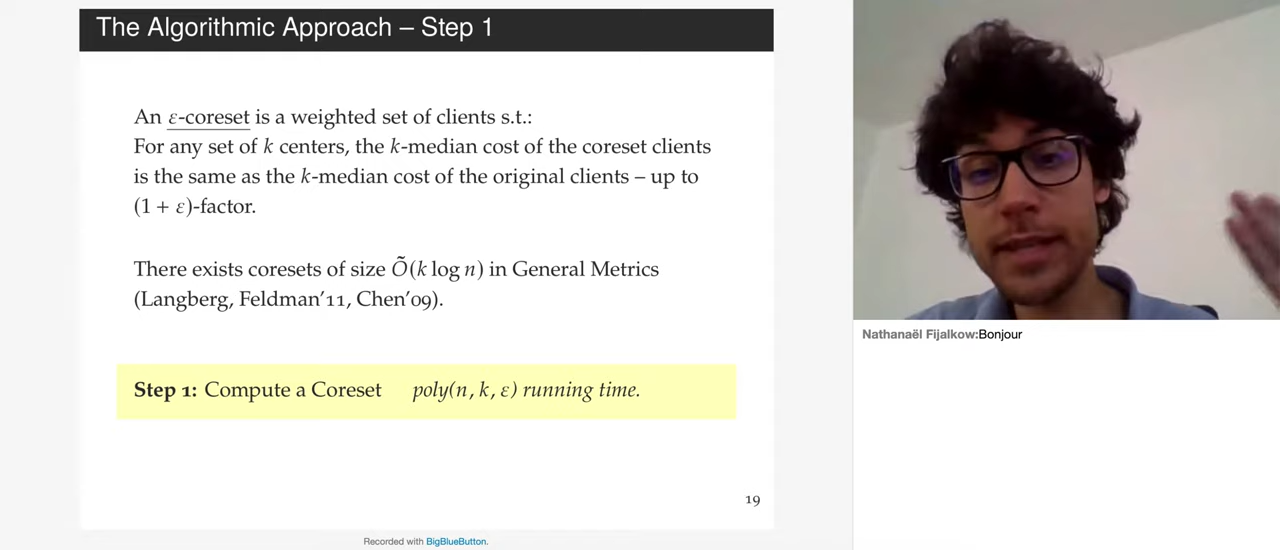 The Algorithmic Approach – Step 1
An ε-coreset is a weighted set of clients s.t.:
For any set of k centers, the k-median cost of the coreset clients
is the same as the k-median cost of the original clients – up to
(1 + ε)-factor.
There exists coresets of size Õ(k log n) in General Metrics
(Langberg, Feldman'11, Chen'09).
Step 1: Compute a Coreset poly(n, k, ε) running time.
19
Recorded with BigBlueButton.
Nathanaël Fijalkow:Bonjour